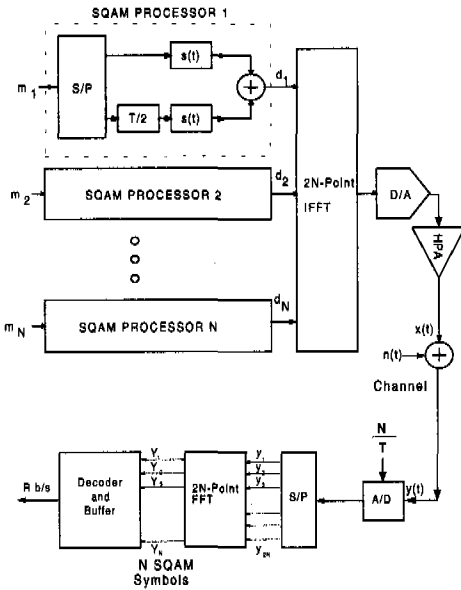 SQAM PROCESSOR 1
m1
S/P
s(t)
T/2
s(t)
+
d1
m2
SQAM PROCESSOR 2
d2
2N-Point
IFFT
D/A
HPA
mN
SQAM PROCESSOR N
dN
x(t)
n(t)
+
Channel
N
T
R b/s
Decoder
and
Buffer
Y1
Y3
YN
2N-Point
FFT
y1
y2
y3
y2N
S/P
A/D
y(t)
N SQAM
Symbols